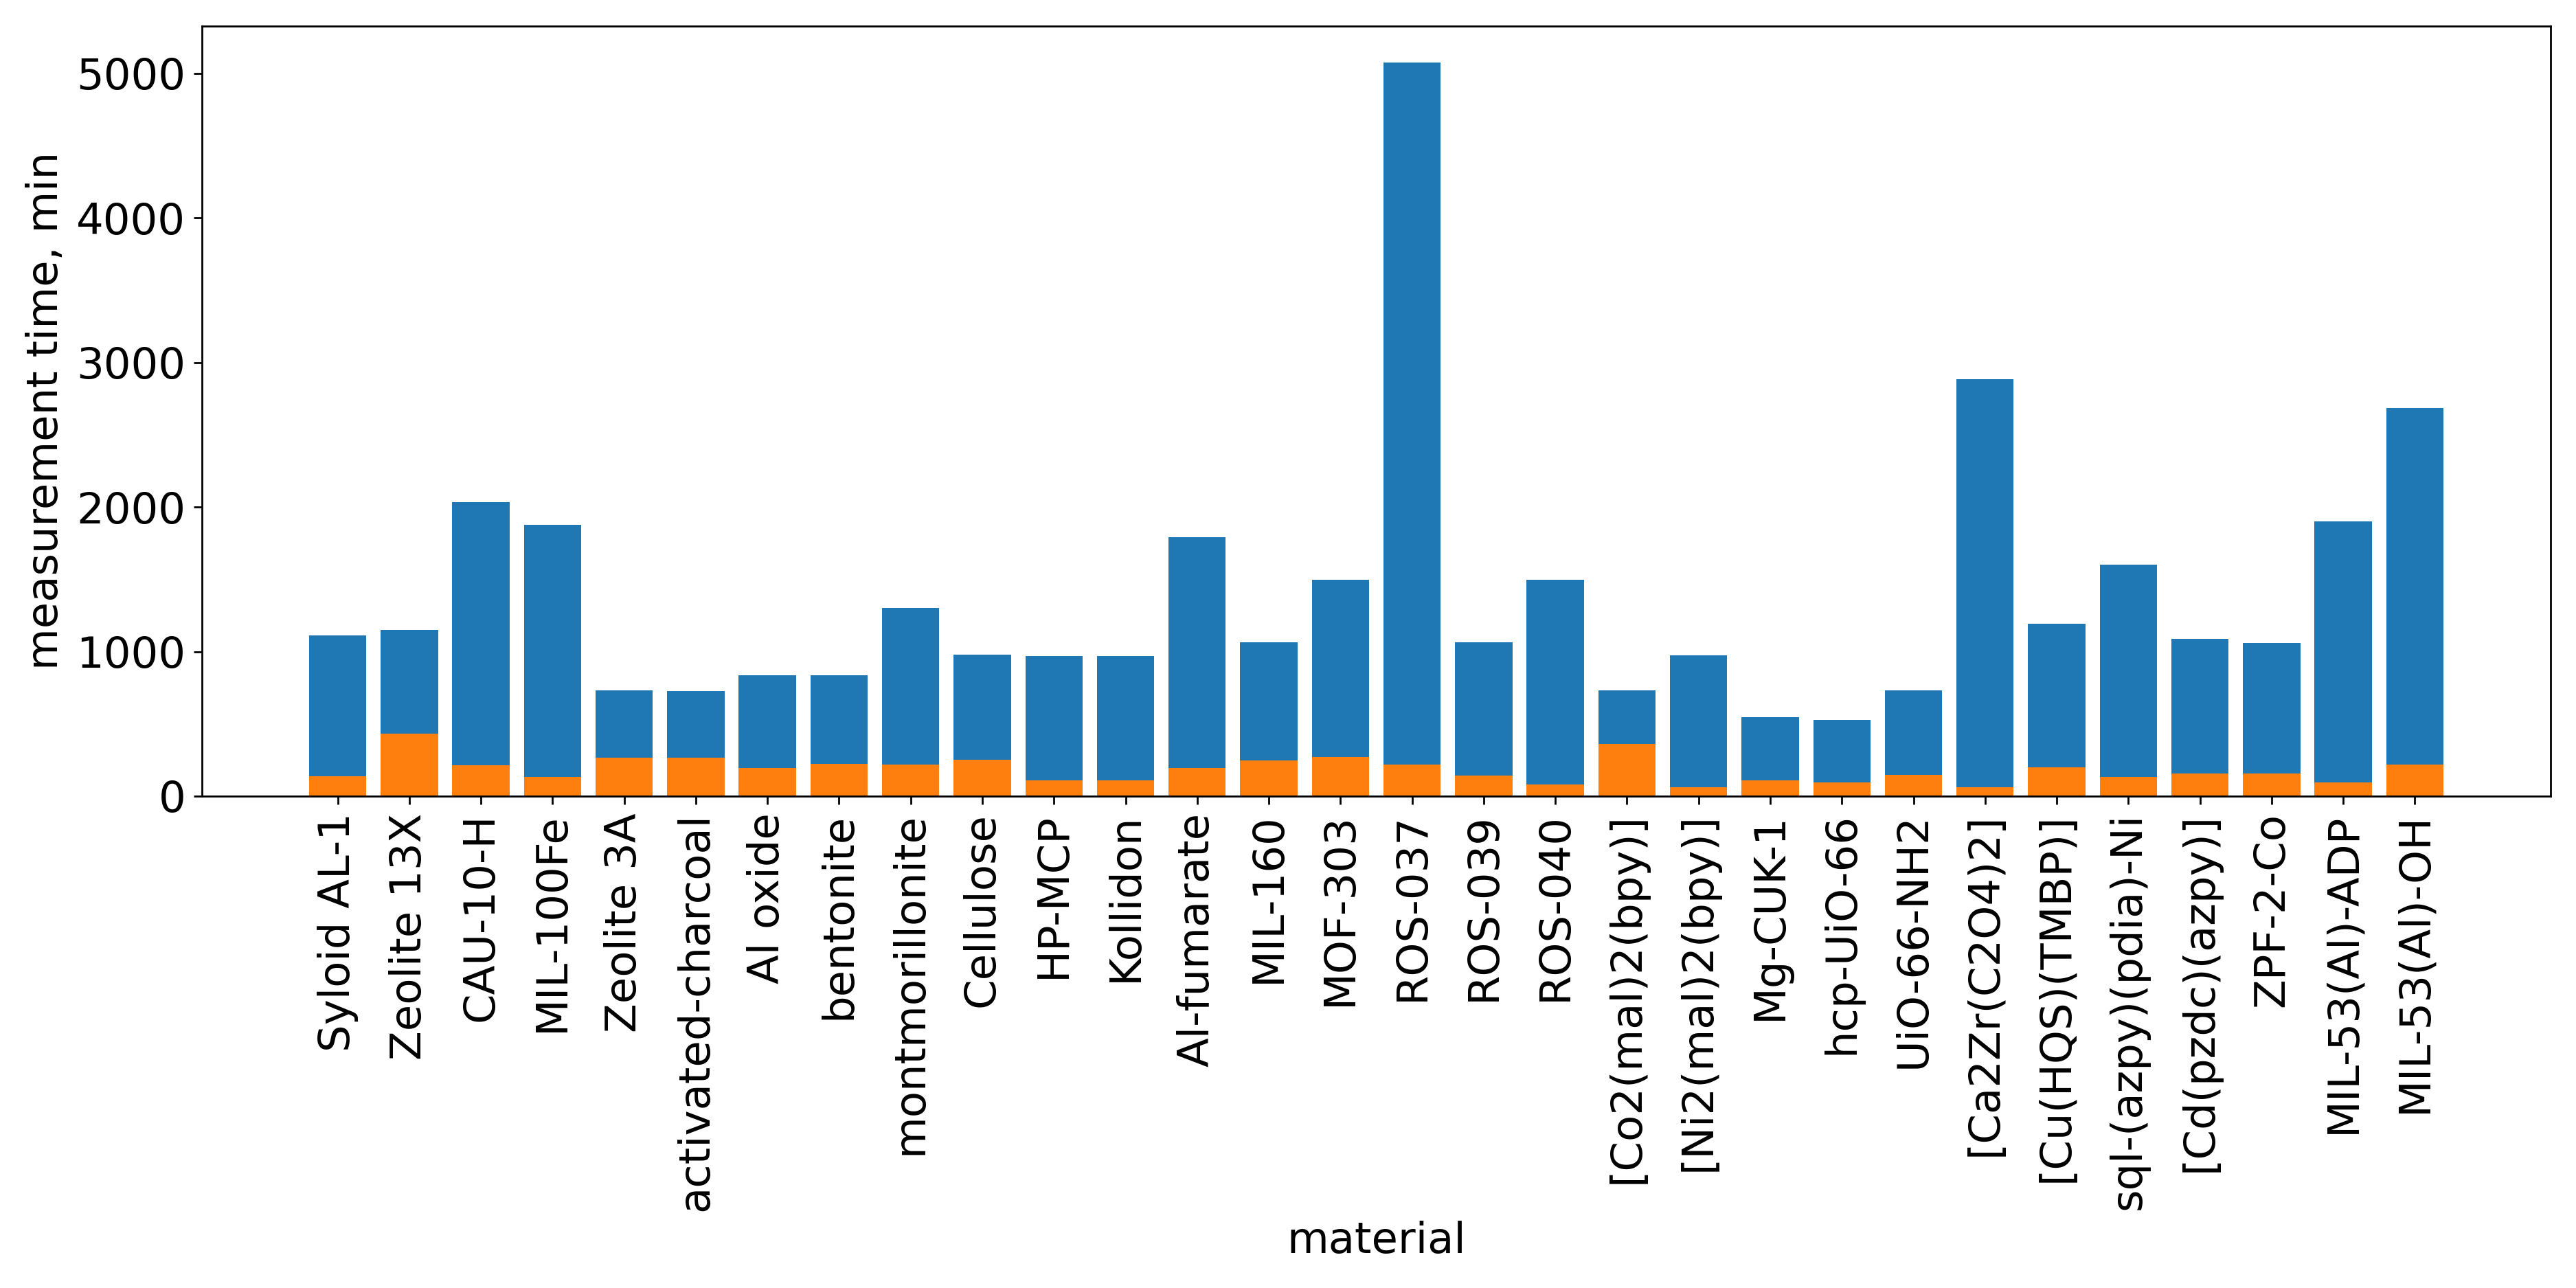 measurement time, min
5000
4000
3000
2000
1000
0
Syloid AL-1
Zeolite 13X
CAU-10-H
MIL-100Fe
Zeolite 3A
activated-charcoal
Al oxide
bentonite
montmorillonite
Cellulose
HP-MCP
Kollidon
Al-fumarate
MIL-160
MOF-303
ROS-037
ROS-039
ROS-040
[Co2(mal)2(bpy)]
[Ni2(mal)2(bpy)]
Mg-CUK-1
hcp-UiO-66
UiO-66-NH2
[Ca2Zr(C2O4)2]
[Cu(HQS)(TMBP)]
sql-(azpy)(pdia)-Ni
[Cd(pzdc)(azpy)]
ZPF-2-Co
MIL-53(Al)-ADP
MIL-53(Al)-OH
material